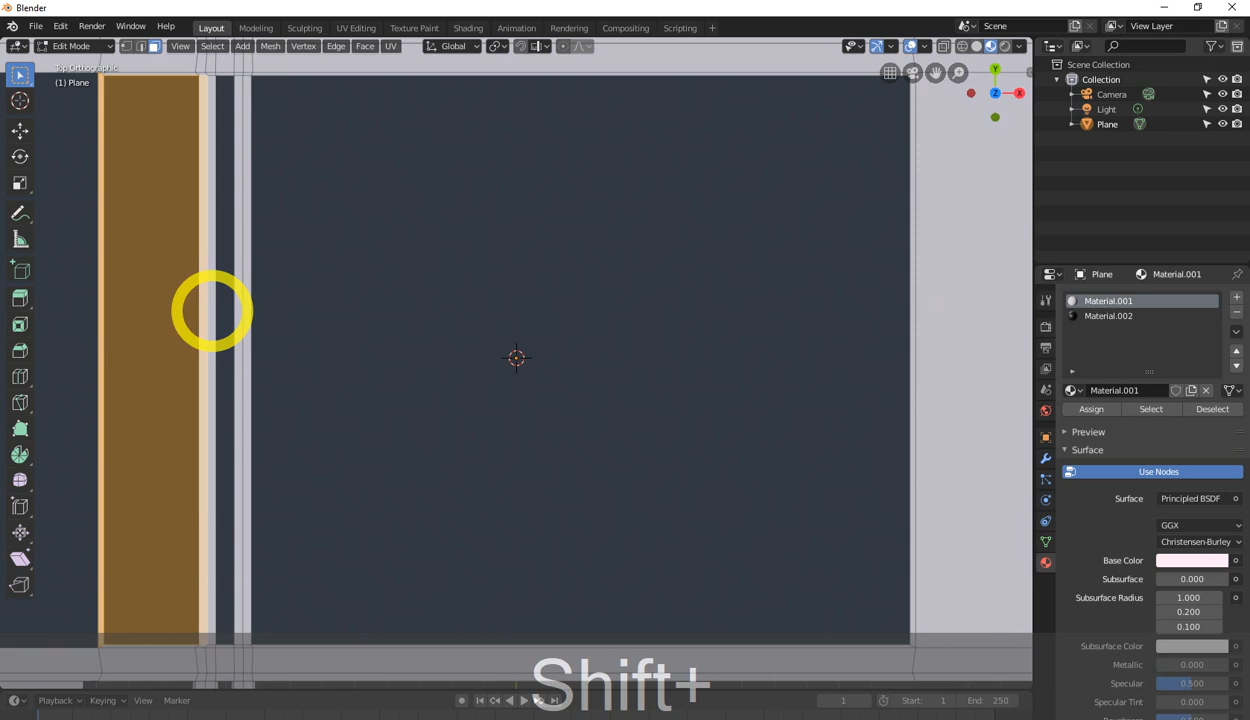 Blender
File Edit Render Window Help Layout Modeling Sculpting UV Editing Texture Paint Shading Animation Rendering Compositing Scripting + Scene View Layer
Edit Mode View Select Add Mesh Vertex Edge Face UV Global
Top Orthographic
(1) Plane
Y
Z
X
Scene Collection
Collection
Camera
Light
Plane
Plane Material.001
Material.001
Material.002
Material.001
Assign Select Deselect
Preview
Surface
Use Nodes
Surface Principled BSDF
GGX
Christensen-Burley
Base Color
Subsurface 0.000
Subsurface Radius 1.000
0.200
0.100
Subsurface Color
Metallic 0.000
Specular 0.500
Specular Tint 0.000
Shift+
Playback Keying View Marker 1 Start: 1 End: 250